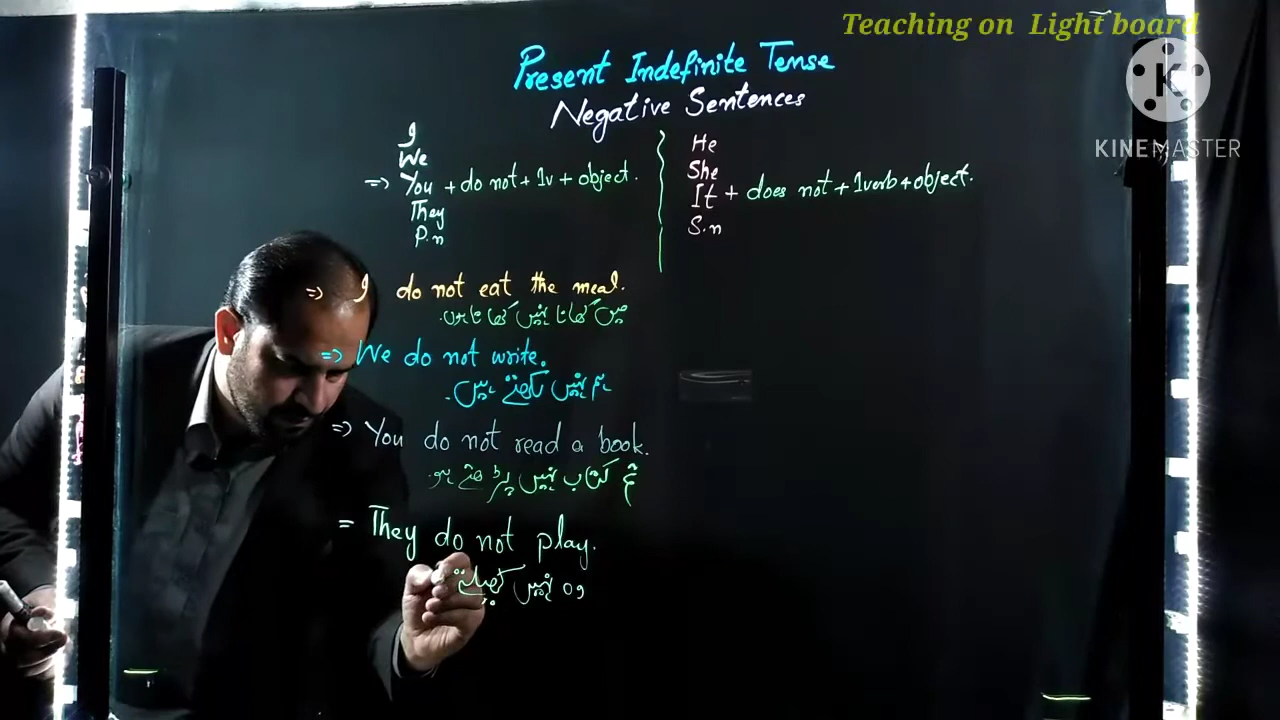 Teaching on Light board
KINEMASTER
Present Indefinite Tense
Negative Sentences
I
We
=> You + do not + 1v + object.
They
P.n
He
She
It + does not + 1verb + object.
S.n
=> I do not eat the meal.
میں کھانا نہیں کھاتا ہوں۔
=> We do not write.
ہم نہیں لکھتے ہیں۔
=> You do not read a book.
تم کتاب نہیں پڑھتے ہو۔
= They do not play.
وہ نہیں کھیلتے